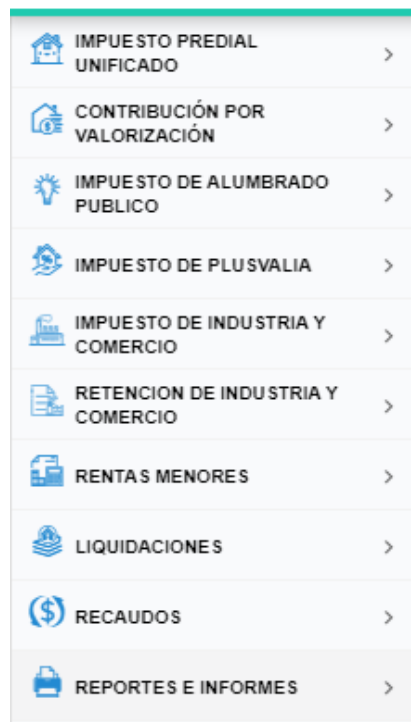 IMPUESTO PREDIAL
UNIFICADO
CONTRIBUCIÓN POR
VALORIZACIÓN
IMPUESTO DE ALUMBRADO
PUBLICO
IMPUESTO DE PLUSVALIA
IMPUESTO DE INDUSTRIA Y
COMERCIO
RETENCION DE INDUSTRIA Y
COMERCIO
RENTAS MENORES
LIQUIDACIONES
RECAUDOS
REPORTES E INFORMES